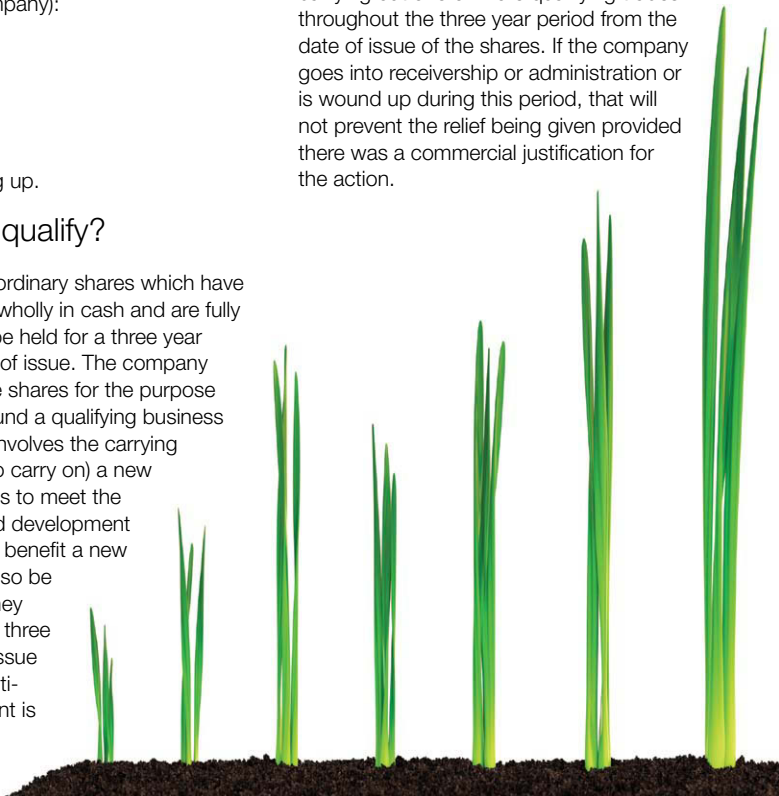 mpany):
g up.
qualify?
ordinary shares which have
wholly in cash and are fully
be held for a three year
of issue. The company
e shares for the purpose
und a qualifying business
nvolves the carrying
o carry on) a new
s to meet the
d development
benefit a new
so be
hey
three
ssue
ti-
nt is
throughout the three year period from the
date of issue of the shares. If the company
goes into receivership or administration or
is wound up during this period, that will
not prevent the relief being given provided
there was a commercial justification for
the action.